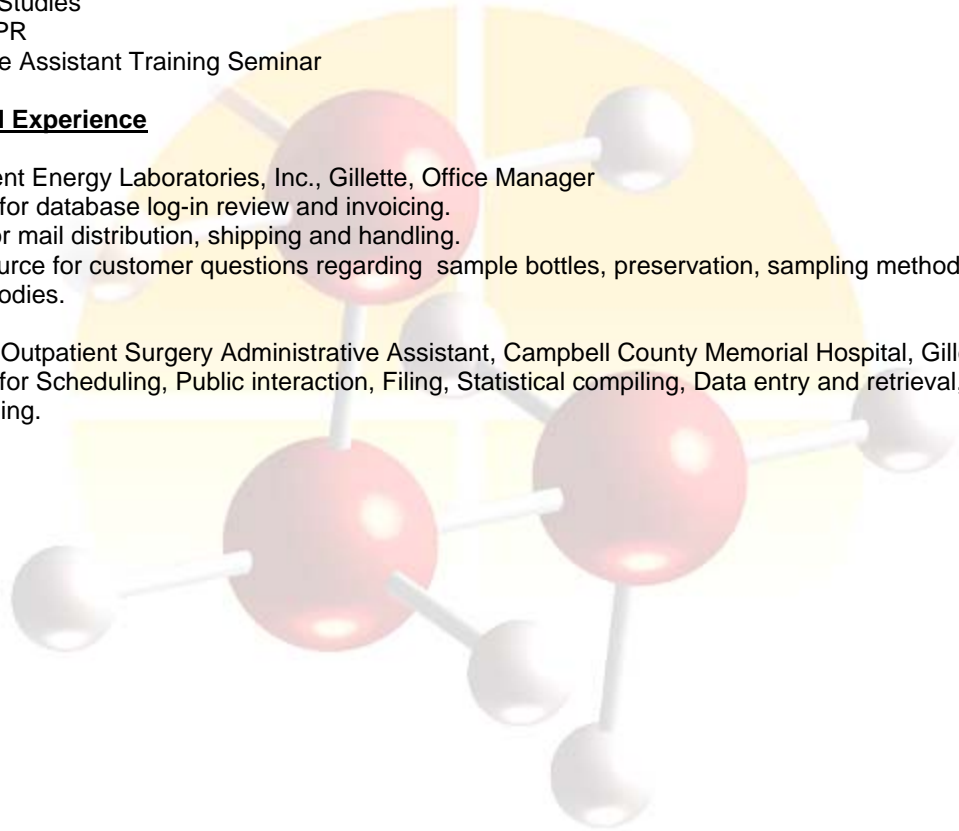 Studies
PR
e Assistant Training Seminar
l Experience
ent Energy Laboratories, Inc., Gillette, Office Manager
for database log-in review and invoicing.
or mail distribution, shipping and handling.
urce for customer questions regarding sample bottles, preservation, sampling method
odies.
Outpatient Surgery Administrative Assistant, Campbell County Memorial Hospital, Gill
for Scheduling, Public interaction, Filing, Statistical compiling, Data entry and retrieval,
ing.